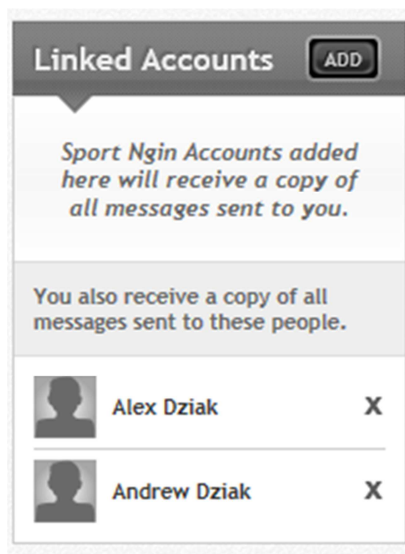 Linked Accounts ADD
Sport Ngin Accounts added
here will receive a copy of
all messages sent to you.
You also receive a copy of all
messages sent to these people.
Alex Dziak X
Andrew Dziak X